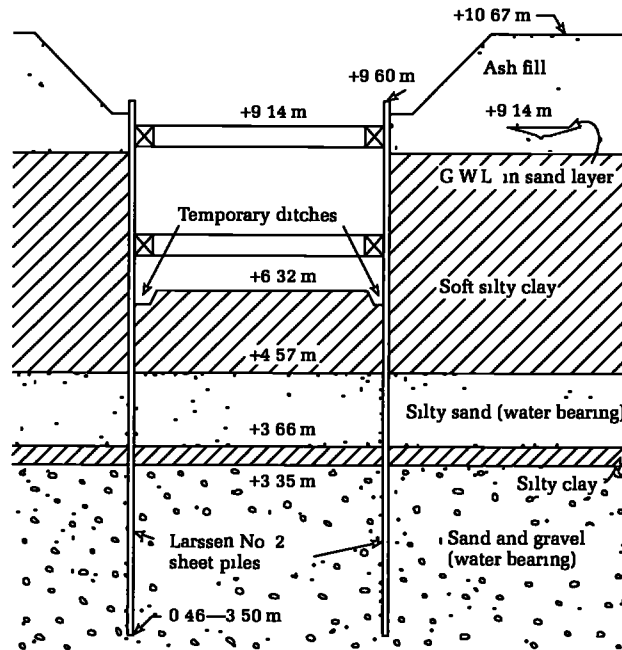 +10 67 m
Ash fill
+9 60 m
+9 14 m
+9 14 m
G W L in sand layer
Temporary ditches
+6 32 m
Soft silty clay
+4 57 m
Silty sand (water bearing)
+3 66 m
+3 35 m
Silty clay
Larssen No 2
sheet piles
Sand and gravel
(water bearing)
0 46—3 50 m